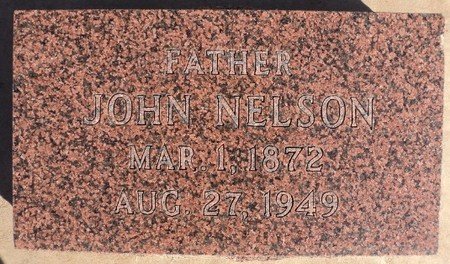 FATHER
JOHN NELSON
MAR. 1, 1872
AUG. 27, 1949